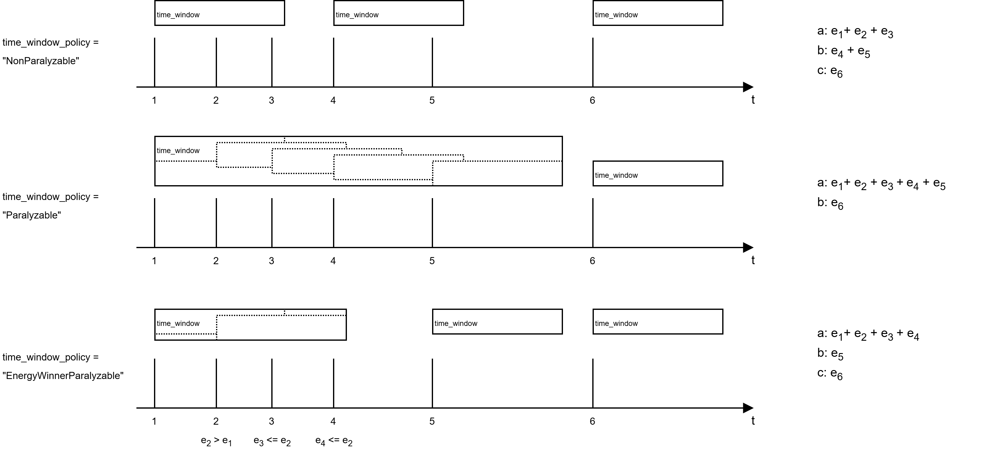 time_window
time_window
time_window
time_window_policy =
"NonParalyzable"
a: e1+ e2 + e3
b: e4 + e5
c: e6
1
2
3
4
5
6
t
time_window
time_window
time_window_policy =
"Paralyzable"
a: e1+ e2 + e3 + e4 + e5
b: e6
1
2
3
4
5
6
t
time_window
time_window
time_window
time_window_policy =
"EnergyWinnerParalyzable"
a: e1+ e2 + e3 + e4
b: e5
c: e6
1
2
3
4
5
6
t
e2 > e1
e3 <= e2
e4 <= e2